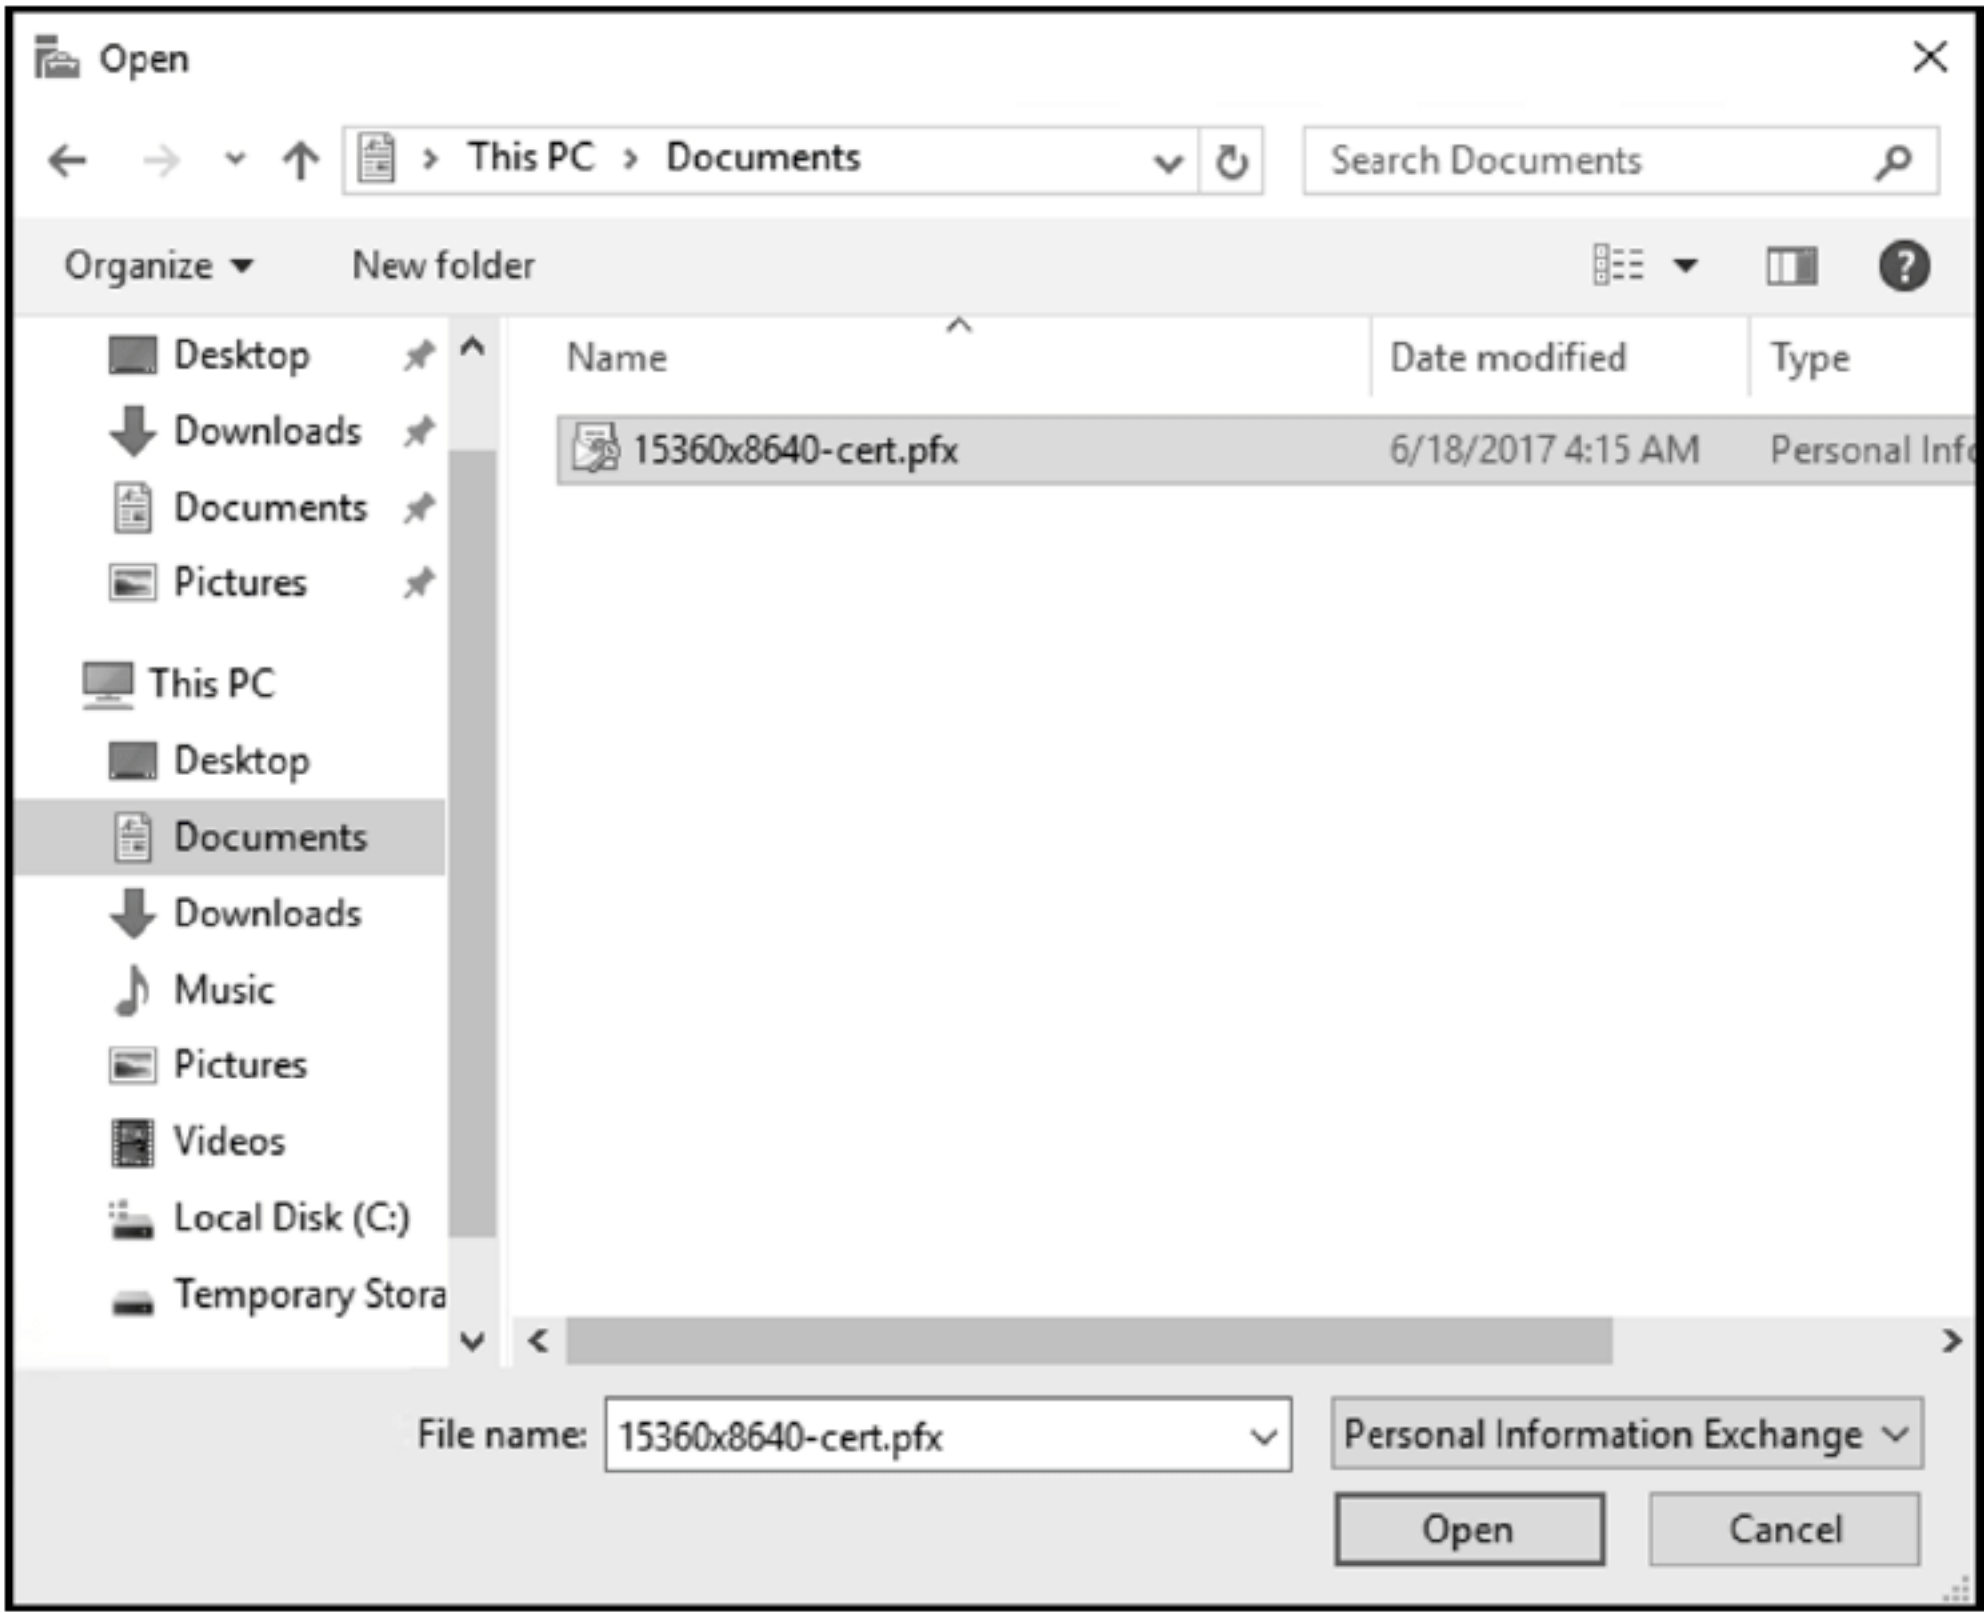 Open
This PC > Documents
Search Documents
Organize
New folder
Desktop
Downloads
Documents
Pictures
This PC
Desktop
Documents
Downloads
Music
Pictures
Videos
Local Disk (C:)
Temporary Stora
Name
Date modified
Type
15360x8640-cert.pfx
6/18/2017 4:15 AM
Personal Info
File name:
15360x8640-cert.pfx
Personal Information Exchange
Open
Cancel